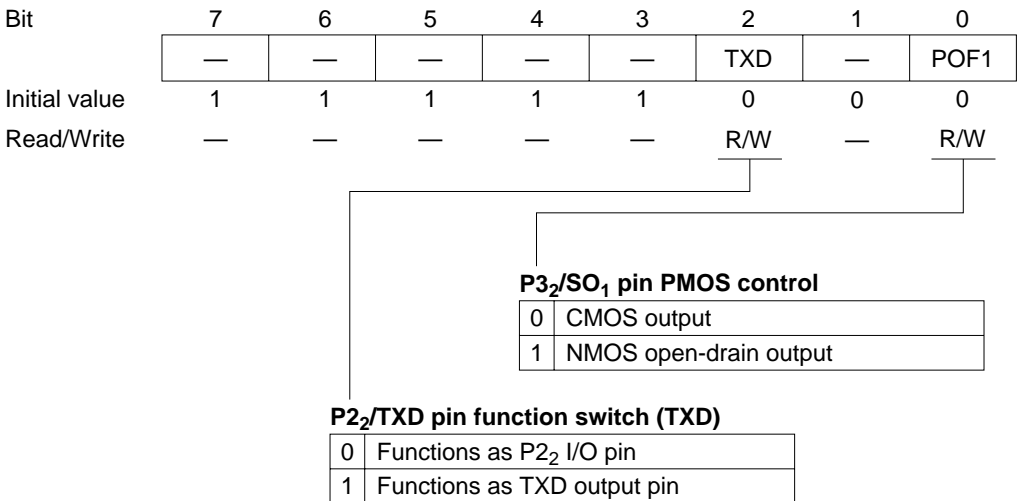 Bit 7 6 5 4 3 2 1 0
— — — — — TXD — POF1
Initial value 1 1 1 1 1 0 0 0
Read/Write — — — — — R/W — R/W
P3₂/SO₁ pin PMOS control
0 CMOS output
1 NMOS open-drain output
P2₂/TXD pin function switch (TXD)
0 Functions as P2₂ I/O pin
1 Functions as TXD output pin